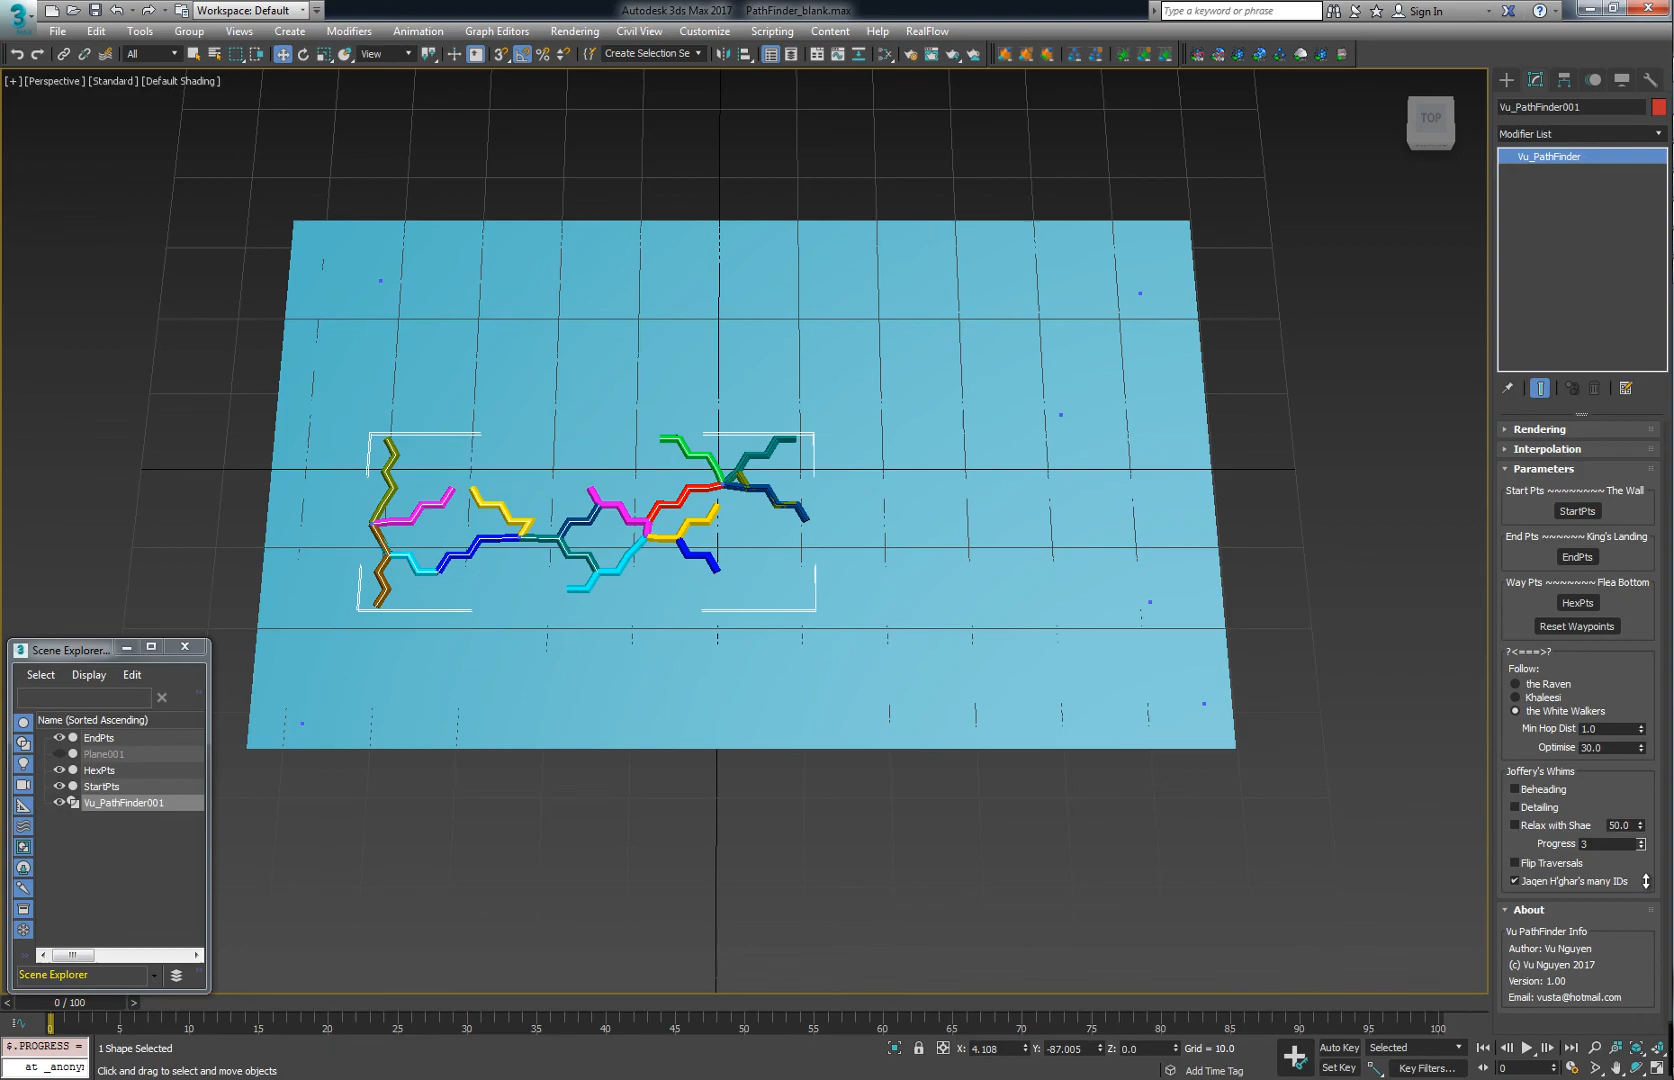 3
MAX
Workspace: Default
Autodesk 3ds Max 2017 PathFinder_blank.max
Type a keyword or phrase
Sign In
File Edit Tools Group Views Create Modifiers Animation Graph Editors Rendering Civil View Customize Scripting Content Help RealFlow
All
View
Create Selection Se
[+] [Perspective] [Standard] [Default Shading]
TOP
Vu_PathFinder001
Modifier List
Vu_PathFinder
Rendering
Interpolation
Parameters
Start Pts ~~~~~~~~ The Wall
StartPts
End Pts ~~~~~~ King's Landing
EndPts
Way Pts ~~~~~~~ Flea Bottom
HexPts
Reset Waypoints
?<===>?
Follow:
the Raven
Khaleesi
the White Walkers
Min Hop Dist 1.0
Optimise 30.0
Joffery's Whims
Beheading
Detailing
Relax with Shae 50.0
Progress 3
Flip Traversals
Jaqen H'ghar's many IDs
About
Vu PathFinder Info
Author: Vu Nguyen
(c) Vu Nguyen 2017
Version: 1.00
Email: vusta@hotmail.com
3 Scene Explorer...
Select Display Edit
Name (Sorted Ascending)
EndPts
Plane001
HexPts
StartPts
Vu_PathFinder001
Scene Explorer
0 / 100
0 5 10 15 20 25 30 35 40 45 50 55 60 65 70 75 80 85 90 95 100
$.PROGRESS =
at _anony
1 Shape Selected
Click and drag to select and move objects
X: 4.108 Y: -87.005 Z: 0.0 Grid = 10.0
Add Time Tag
Auto Key Selected
Set Key Key Filters...
0